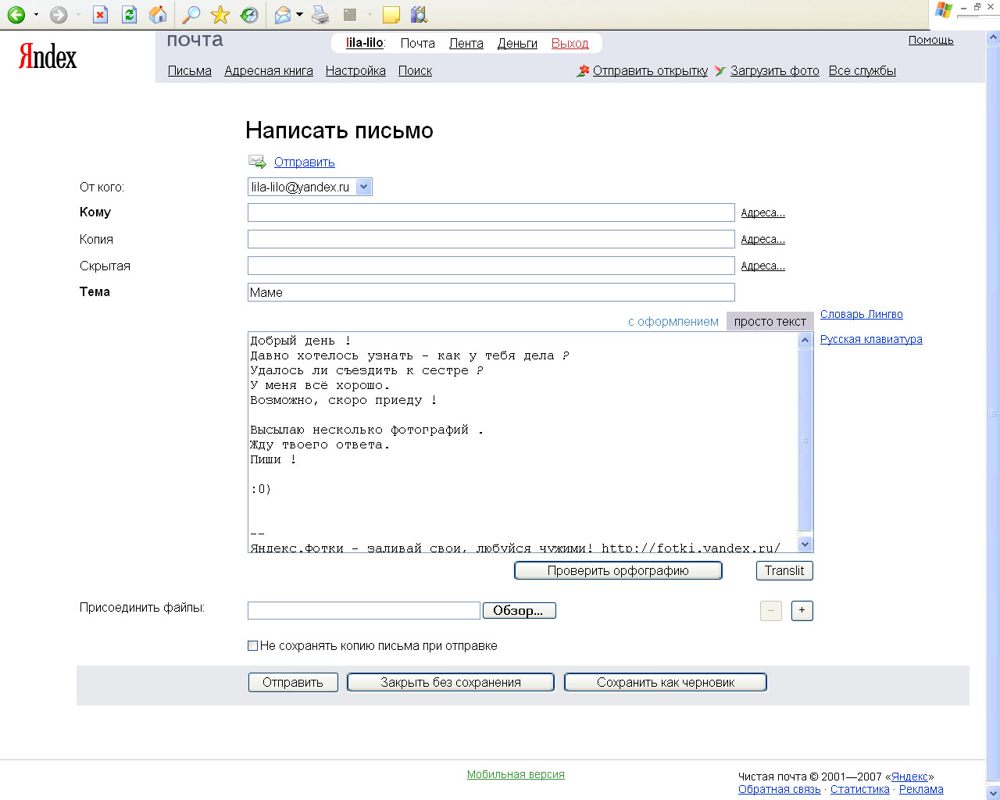 Яndex
почта
lila-lilo: Почта Лента Деньги Выход
Помощь
Письма Адресная книга Настройка Поиск
Отправить открытку Загрузить фото Все службы
Написать письмо
Отправить
От кого: lila-lilo@yandex.ru
Кому Адреса...
Копия Адреса...
Скрытая Адреса...
Тема Маме
с оформлением просто текст
Словарь Лингво
Русская клавиатура
Добрый день !
Давно хотелось узнать - как у тебя дела ?
Удалось ли съездить к сестре ?
У меня всё хорошо.
Возможно, скоро приеду !
Высылаю несколько фотографий .
Жду твоего ответа.
Пиши !
:0)
--
Яндекс.Фотки - заливай свои, любуйся чужими! http://fotki.yandex.ru/
Проверить орфографию Translit
Присоединить файлы: Обзор... − +
Не сохранять копию письма при отправке
Отправить Закрыть без сохранения Сохранить как черновик
Мобильная версия
Чистая почта © 2001—2007 «Яндекс»
Обратная связь · Статистика · Реклама